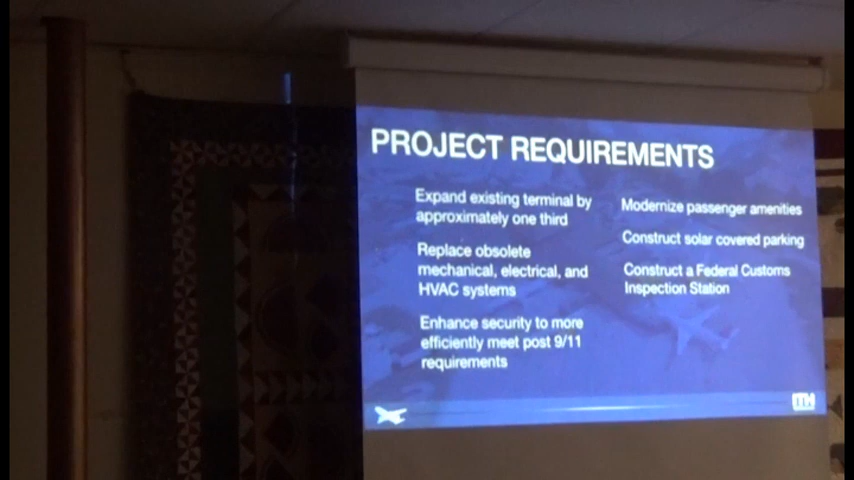 PROJECT REQUIREMENTS
Expand existing terminal by
approximately one third
Replace obsolete
mechanical, electrical, and
HVAC systems
Enhance security to more
efficiently meet post 9/11
requirements
Modernize passenger amenities
Construct solar covered parking
Construct a Federal Customs
Inspection Station